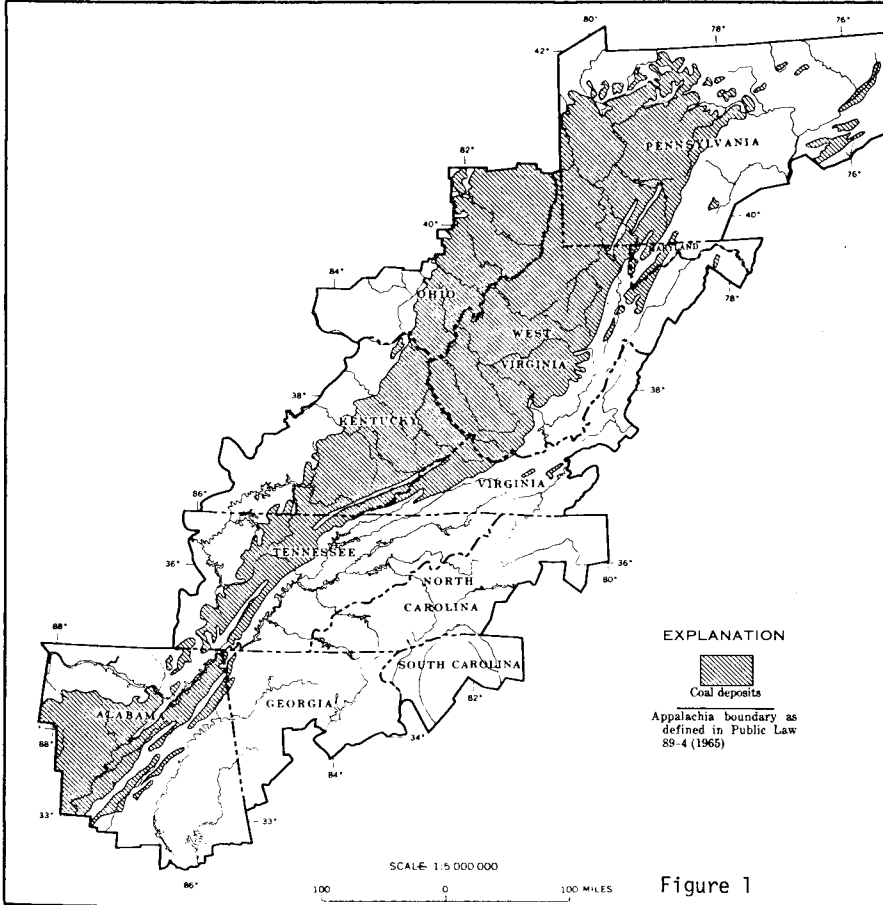 80°
78°
76°
42°
PENNSYLVANIA
82°
76°
40°
40°
MARYLAND
84°
78°
OHIO
WEST
VIRGINIA
38°
38°
KENTUCKY
VIRGINIA
86°
TENNESSEE
36°
36°
80°
NORTH
CAROLINA
88°
EXPLANATION
SOUTH CAROLINA
Coal deposits
82°
GEORGIA
ALABAMA
Appalachia boundary as
defined in Public Law
89-4 (1965)
88°
34°
84°
33°
33°
SCALE 1:5 000 000
86°
100 0 100 MILES
Figure 1